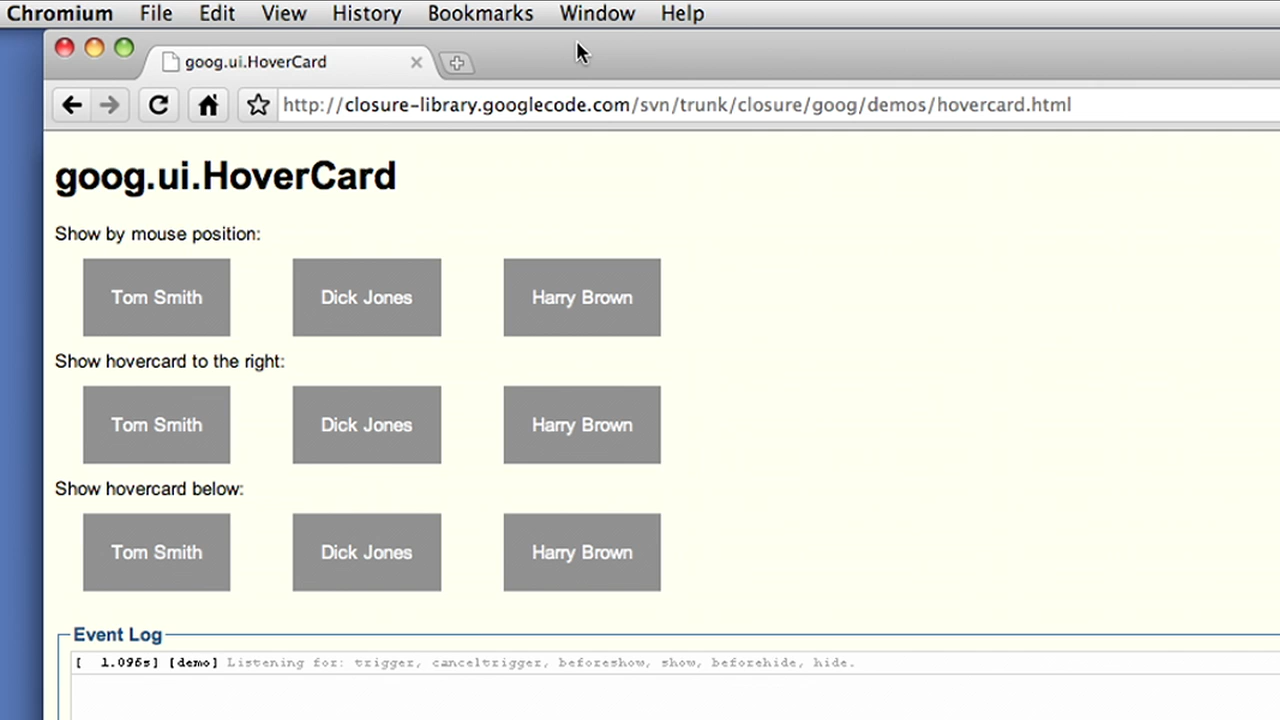 Chromium File Edit View History Bookmarks Window Help
goog.ui.HoverCard
http://closure-library.googlecode.com/svn/trunk/closure/goog/demos/hovercard.html
goog.ui.HoverCard
Show by mouse position:
Tom Smith Dick Jones Harry Brown
Show hovercard to the right:
Tom Smith Dick Jones Harry Brown
Show hovercard below:
Tom Smith Dick Jones Harry Brown
Event Log
[ 1.096s] [demo] Listening for: trigger, canceltrigger, beforeshow, show, beforehide, hide.